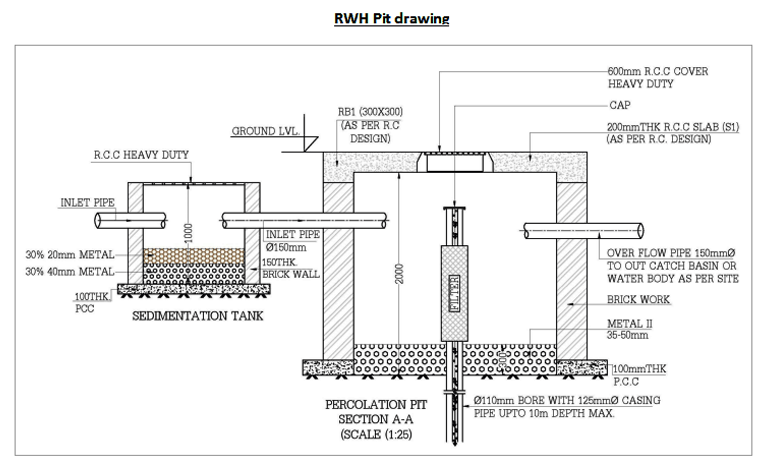 RWH Pit drawing
600mm R.C.C COVER
HEAVY DUTY
CAP
RB1 (300X300)
(AS PER R.C
DESIGN)
200mmTHK R.C.C SLAB (S1)
(AS PER R.C. DESIGN)
GROUND LVL.
R.C.C HEAVY DUTY
INLET PIPE
1000
INLET PIPE
Ø150mm
150THK.
BRICK WALL
30% 20mm METAL
30% 40mm METAL
100THK.
PCC
SEDIMENTATION TANK
2000
FILTER
OVER FLOW PIPE 150mmØ
TO OUT CATCH BASIN OR
WATER BODY AS PER SITE
BRICK WORK
METAL II
35-50mm
300
100mmTHK
P.C.C
Ø110mm BORE WITH 125mmØ CASING
PIPE UPTO 10m DEPTH MAX.
PERCOLATION PIT
SECTION A-A
(SCALE (1:25)